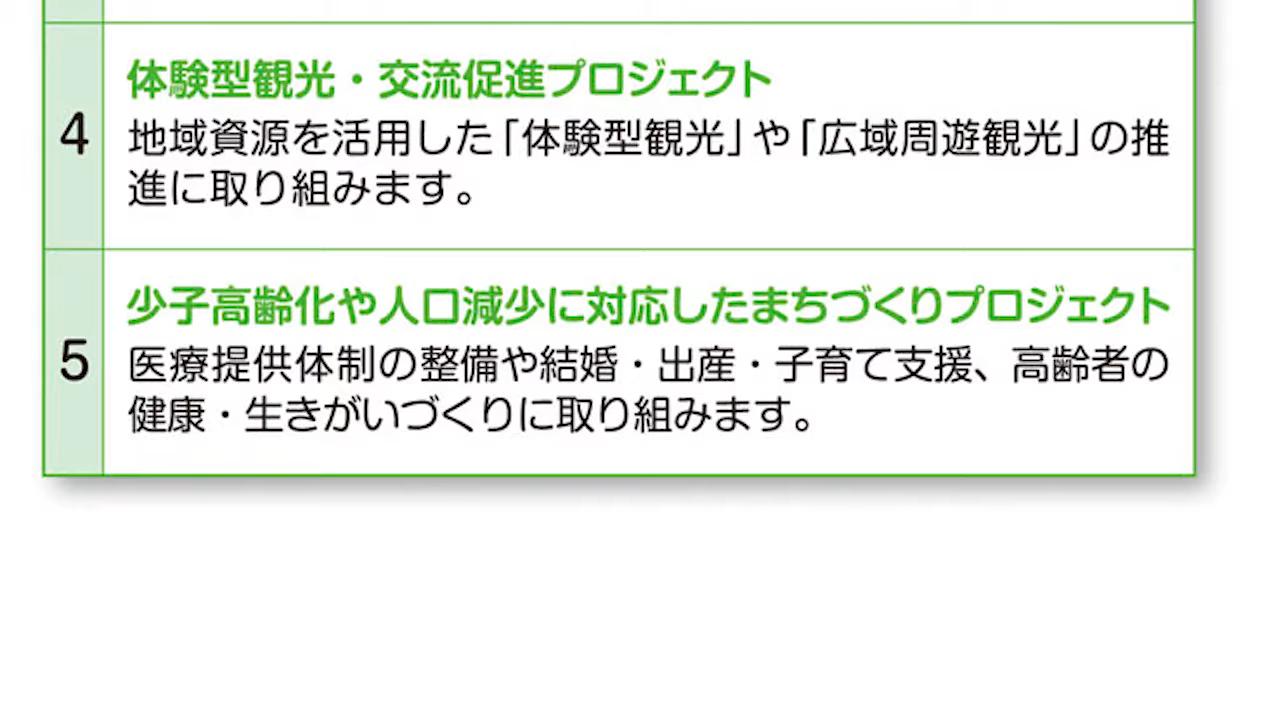 4
体験型観光・交流促進プロジェクト
地域資源を活用した「体験型観光」や「広域周遊観光」の推
進に取り組みます。
5
少子高齢化や人口減少に対応したまちづくりプロジェクト
医療提供体制の整備や結婚・出産・子育て支援、高齢者の
健康・生きがいづくりに取り組みます。